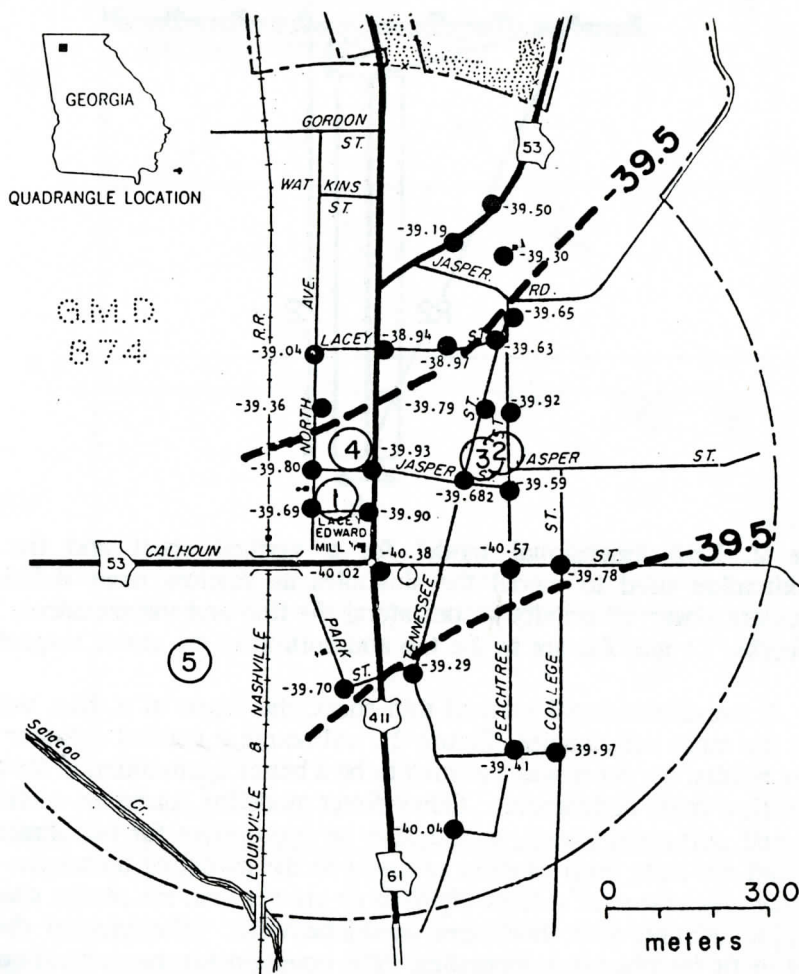 GEORGIA
QUADRANGLE LOCATION
G.M.D.
874
GORDON
ST.
WAT KINS
ST.
53
-39.5
-39.50
-39.19
-39.30
JASPER
RD.
AVE.
R.R.
-39.65
LACEY
-38.94
ST.
-39.04
-38.97
-39.63
-39.36
-39.79
ST.
-39.92
ST.
NORTH
4
-39.93
3
2
-39.80
JASPER
ST.
JASPER
ST.
-39.682
-39.59
1
-39.69
-39.90
LACEY
EDWARD
MILL
ST.
53
CALHOUN
-40.38
-40.57
ST.
-39.5
-40.02
-39.78
PARK
ST.
TENNESSEE
5
-39.29
-39.70
411
PEACHTREE
COLLEGE
LOUISVILLE & NASHVILLE
Salacoa
C.
-39.41
-39.97
-40.04
61
0 300
meters